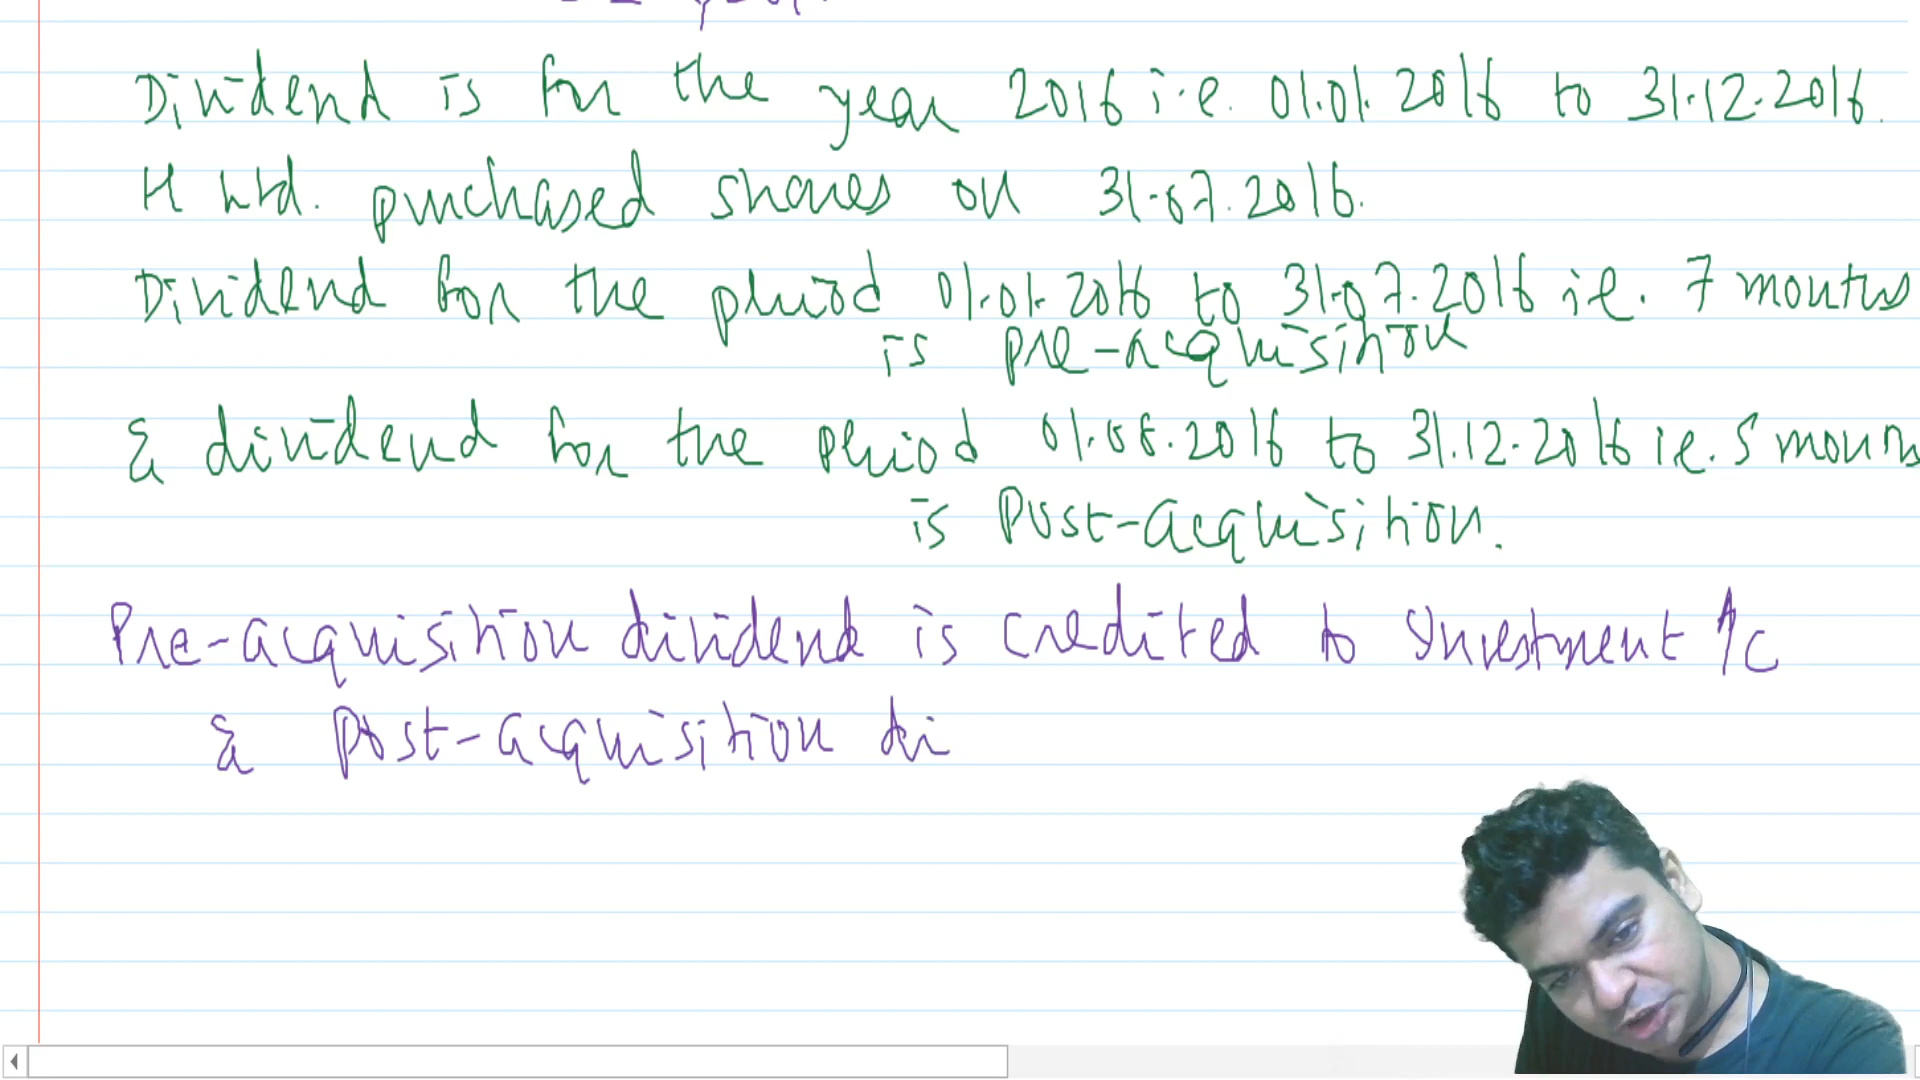 Dividend is for the year 2016 i.e. 01.01.2016 to 31.12.2016.
H Ltd. purchased shares on 31.07.2016.
Dividend for the period 01.01.2016 to 31.07.2016 ie. 7 months
is pre-acquisition
& dividend for the period 01.08.2016 to 31.12.2016 ie. 5 months
is Post-acquisition.
Pre-acquisition dividend is credited to Investment A/c
& Post-acquisition di